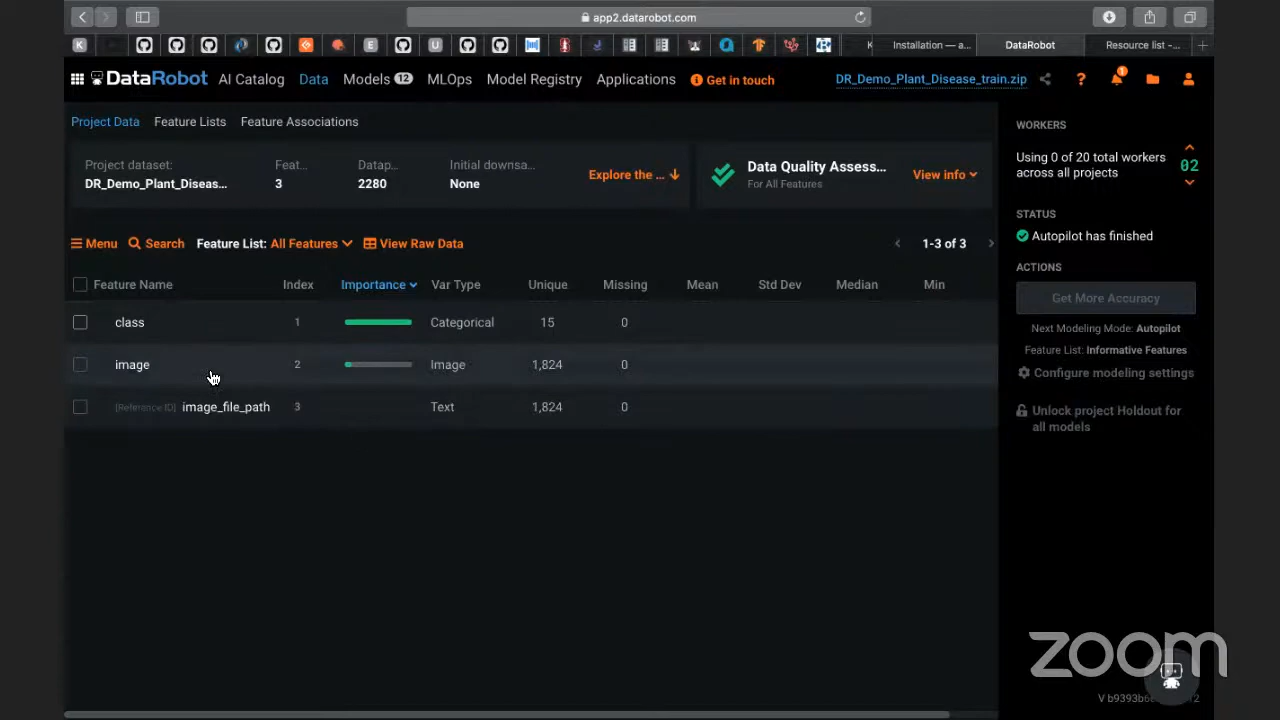 app2.datarobot.com
K
E
U
K
Installation — a...
DataRobot
Resource list -...
DataRobot
AI Catalog
Data
Models 12
MLOps
Model Registry
Applications
Get in touch
DR_Demo_Plant_Disease_train.zip
?
1
Project Data
Feature Lists
Feature Associations
WORKERS
Using 0 of 20 total workers
across all projects
02
Project dataset:
DR_Demo_Plant_Diseas...
Feat...
3
Datap...
2280
Initial downsa...
None
Explore the ...
Data Quality Assess...
For All Features
View info
STATUS
Autopilot has finished
Menu
Search
Feature List: All Features
View Raw Data
1-3 of 3
ACTIONS
Get More Accuracy
Next Modeling Mode: Autopilot
Feature List: Informative Features
Configure modeling settings
Unlock project Holdout for
all models
Feature Name Index Importance Var Type Unique Missing Mean Std Dev Median Min
class 1 Categorical 15 0
image 2 Image 1,824 0
[Reference ID] image_file_path 3 Text 1,824 0
zoom